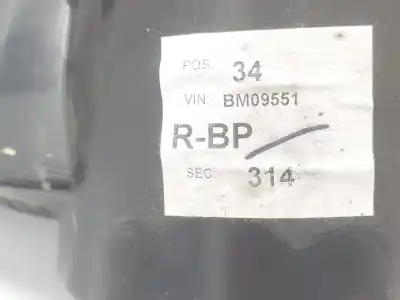 POS: 34
VIN: BM09551
R-BP
SEC: 314